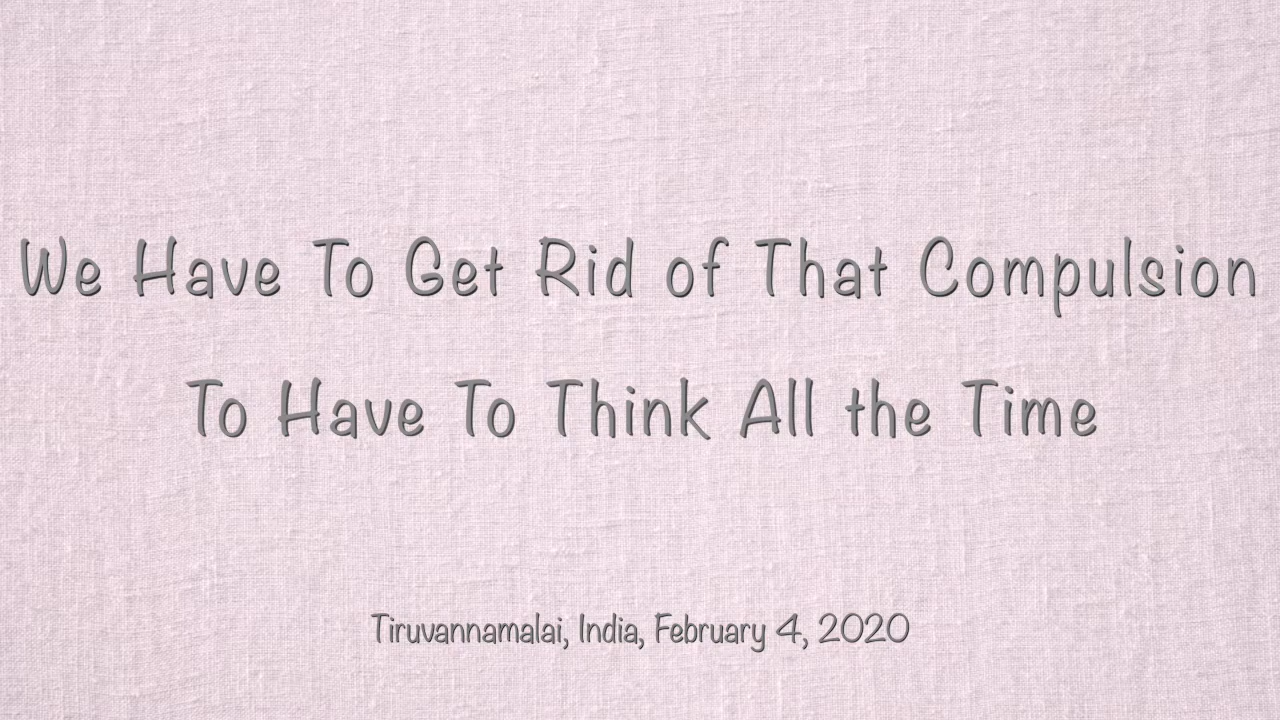 We Have To Get Rid of That Compulsion
To Have To Think All the Time
Tiruvannamalai, India, February 4, 2020